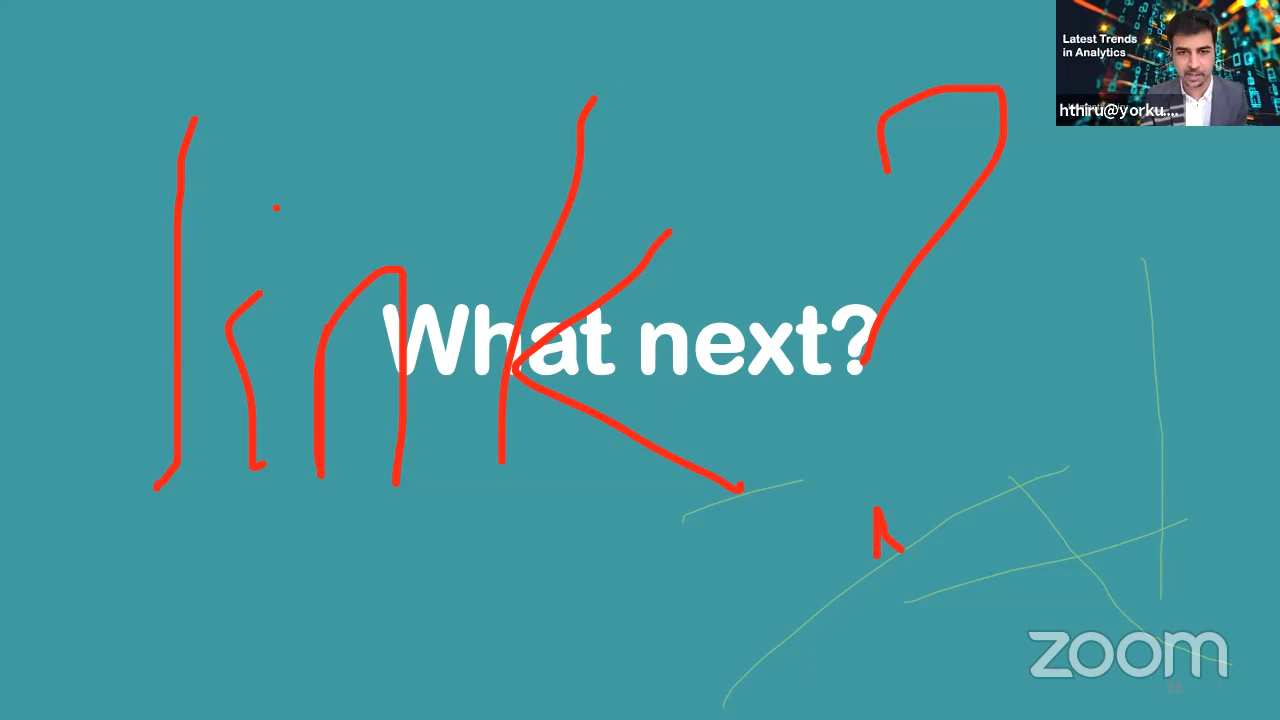 Latest Trends
in Analytics
hthiru@yorku....
link?
What next?
zoom